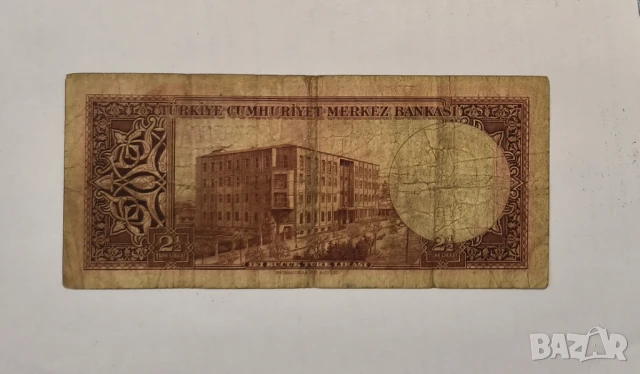 TÜRKİYE CUMHURİYET MERKEZ BANKASI
2½ 2½
İKİ BUÇUK TÜRK LİRASI
BAZAR